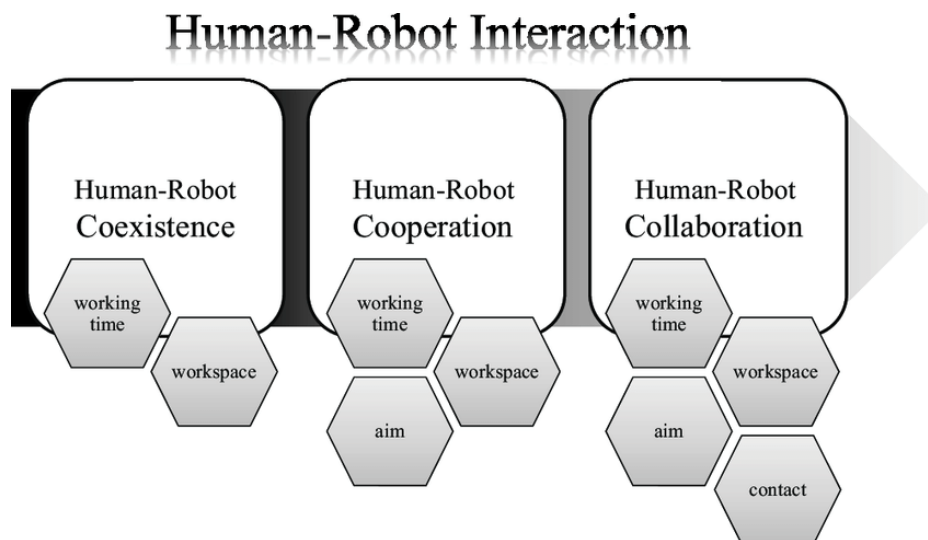 Human-Robot Interaction
Human-Robot
Coexistence
working
time
workspace
Human-Robot
Cooperation
working
time
workspace
aim
Human-Robot
Collaboration
working
time
workspace
aim
contact